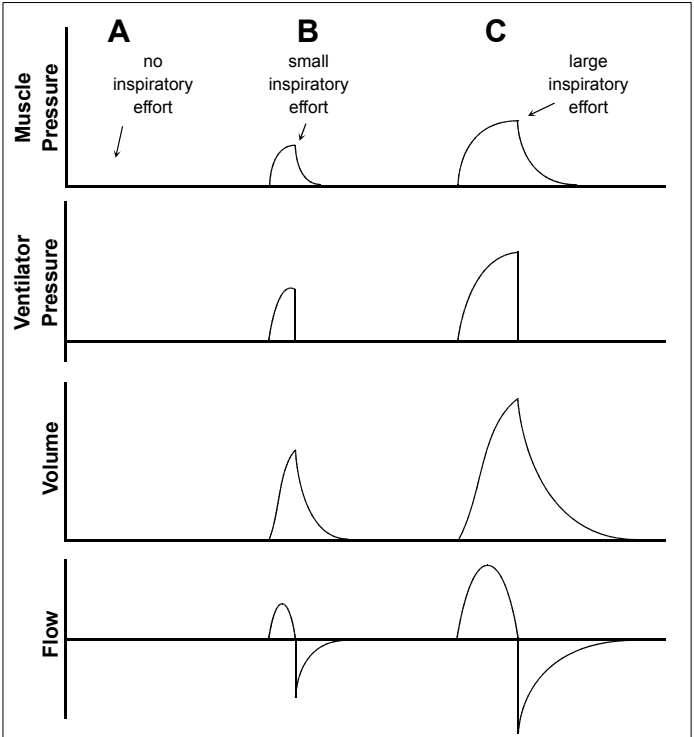 A
B
C
no
inspiratory
effort
small
inspiratory
effort
large
inspiratory
effort
Muscle
Pressure
Ventilator
Pressure
Volume
Flow